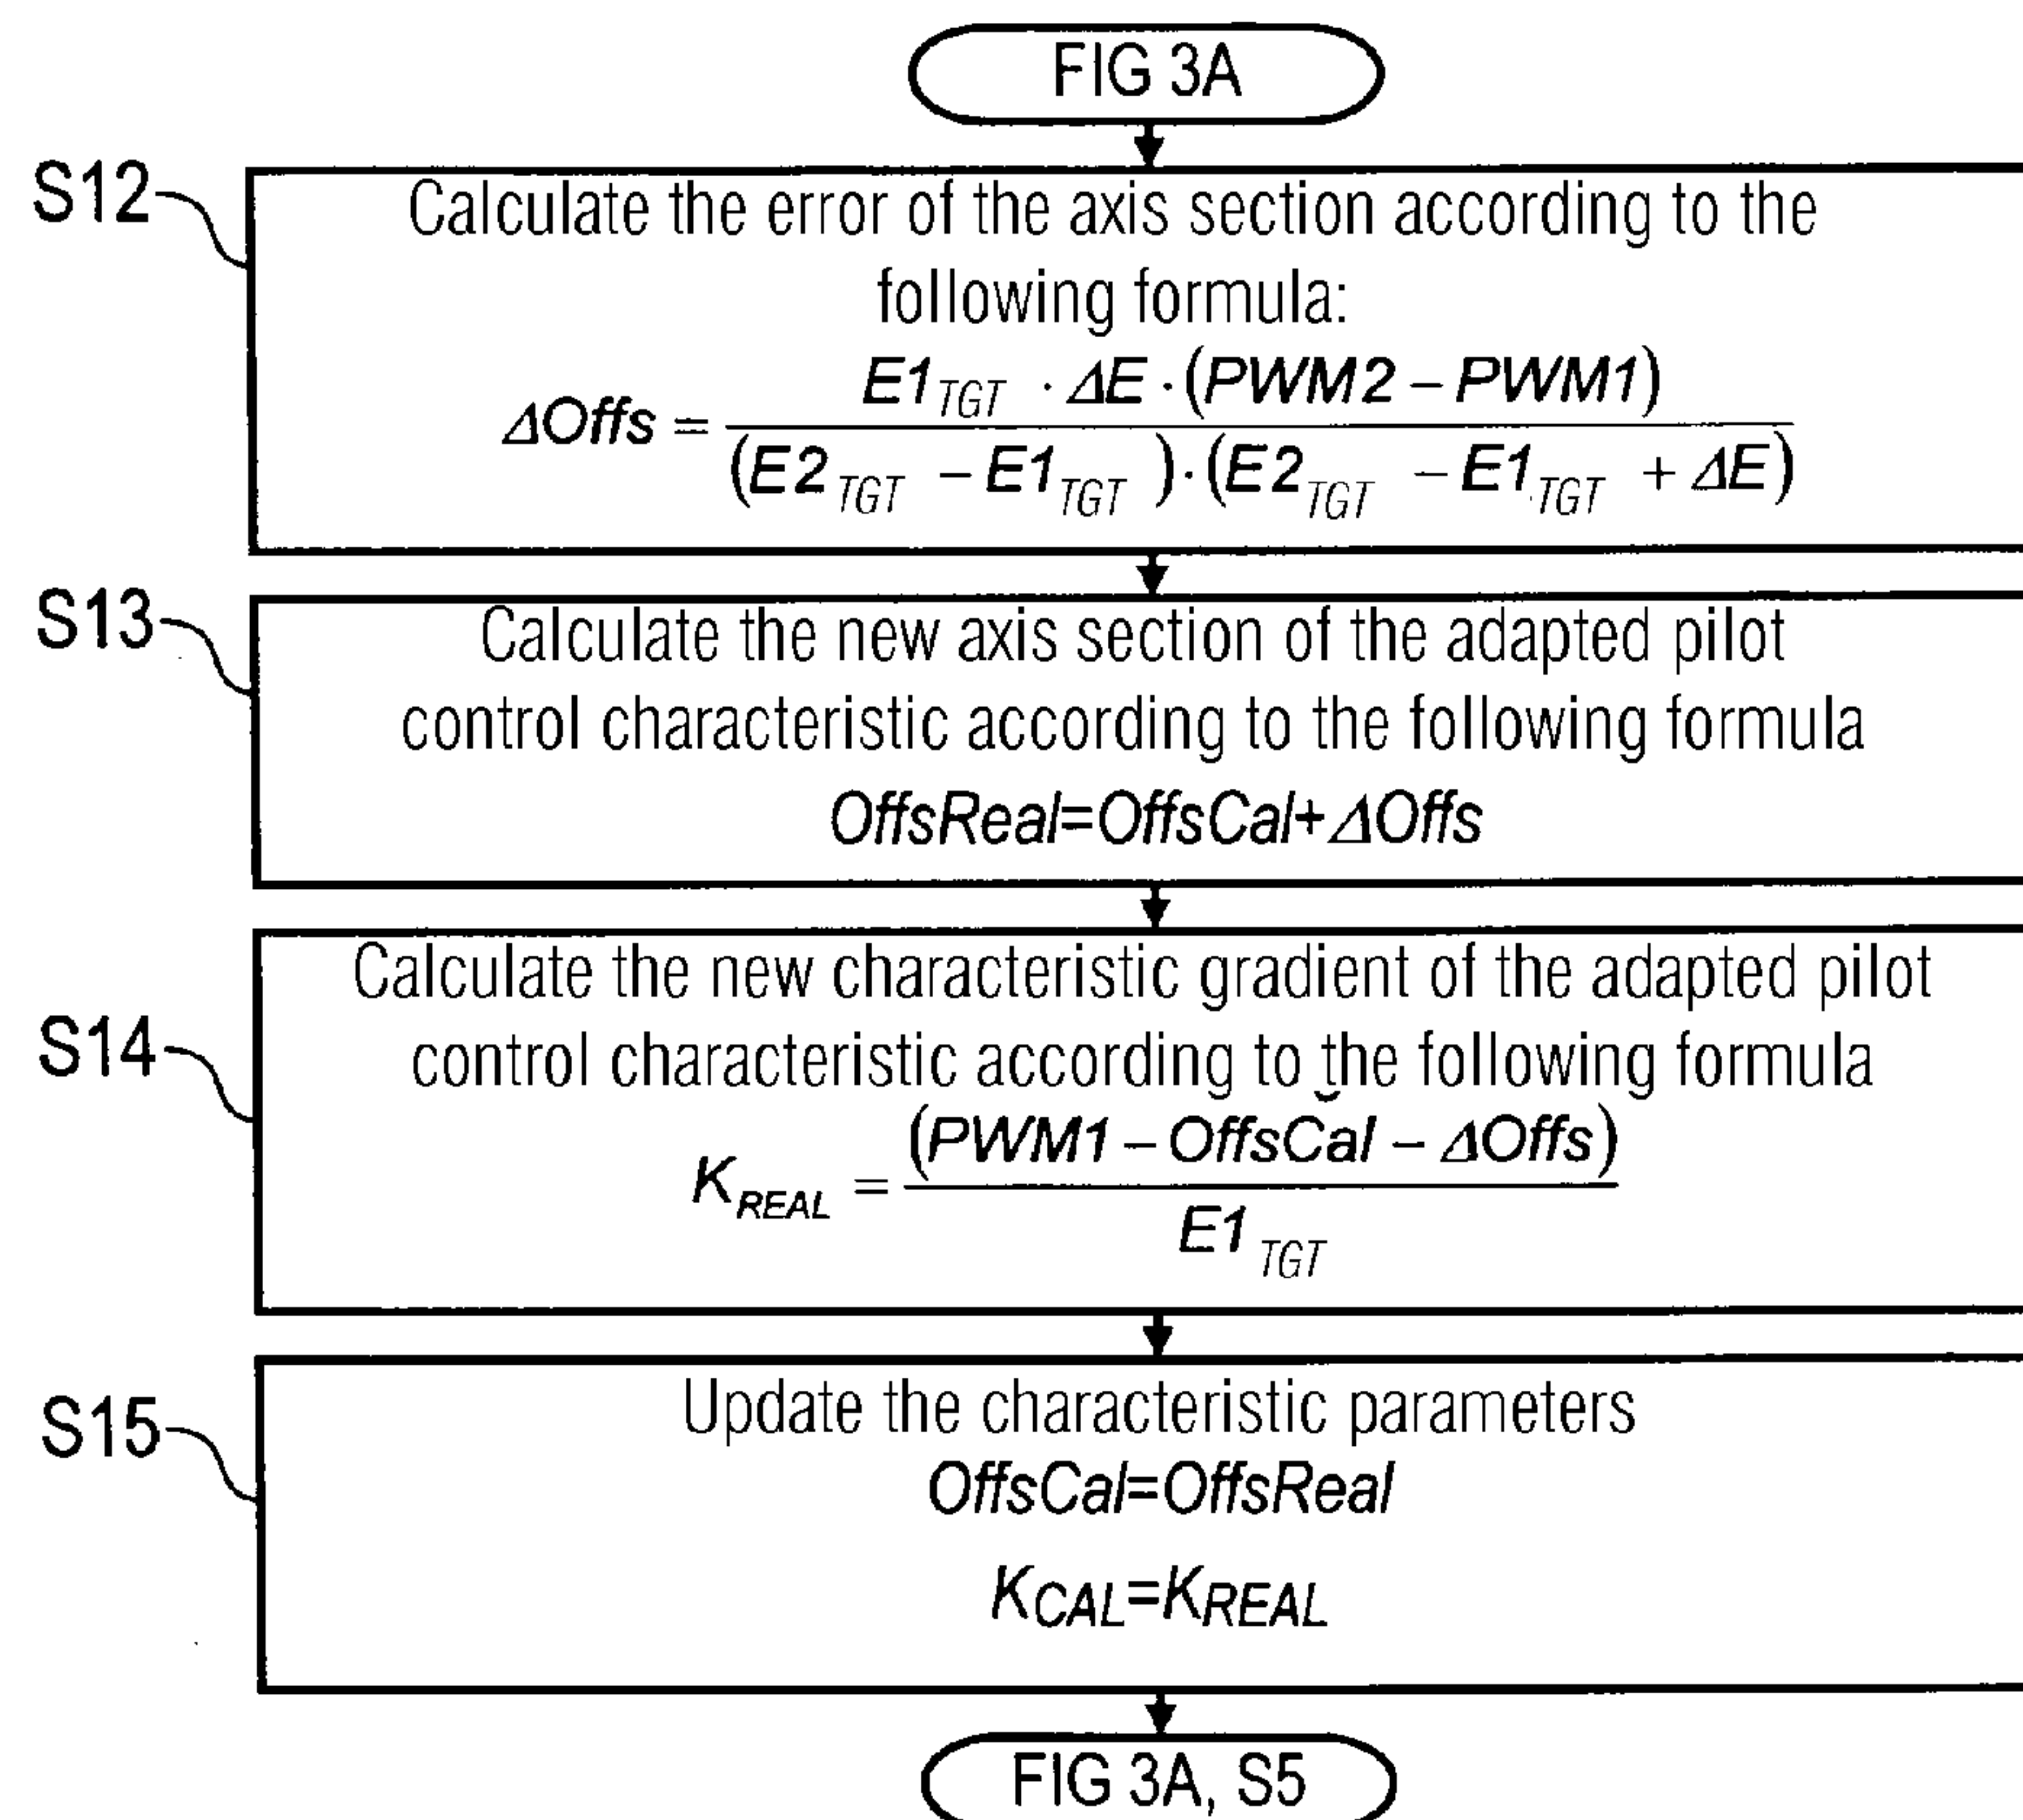 FIG 3A
S12
Calculate the error of the axis section according to the
following formula:
ΔOffs = E1TGT · ΔE · (PWM2 – PWM1)
(E2TGT – E1TGT) · (E2TGT – E1TGT + ΔE)
S13
Calculate the new axis section of the adapted pilot
control characteristic according to the following formula
OffsReal=OffsCal+ΔOffs
S14
Calculate the new characteristic gradient of the adapted pilot
control characteristic according to the following formula
KREAL = (PWM1 – OffsCal – ΔOffs)
E1TGT
S15
Update the characteristic parameters
OffsCal=OffsReal
KCAL=KREAL
FIG 3A, S5